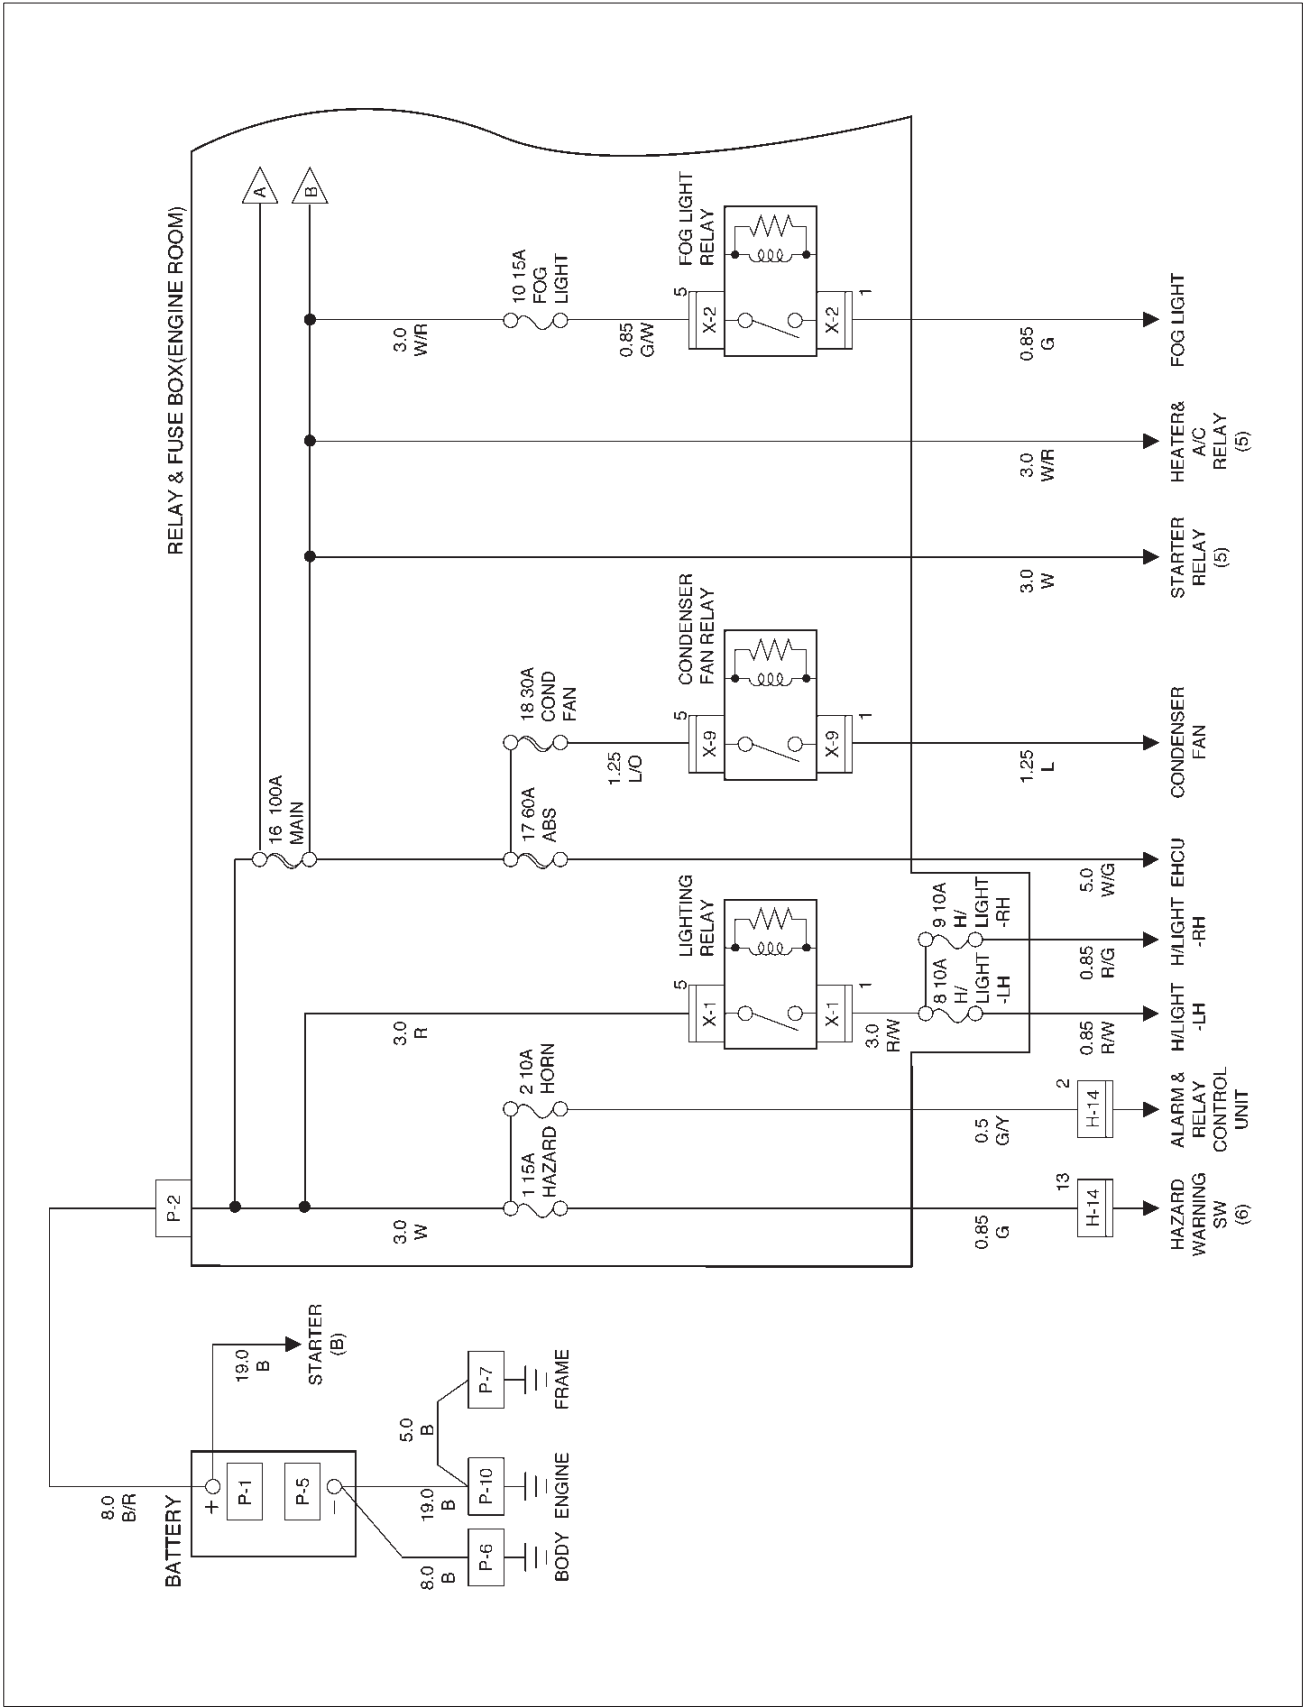 RELAY & FUSE BOX(ENGINE ROOM)
BATTERY
8.0
B/R
+
P-1
P-5
–
19.0
B
STARTER
(B)
8.0
B
19.0
B
5.0
B
P-6
P-10
P-7
BODY
ENGINE
FRAME
P-2
A
B
16 100A
MAIN
3.0
W
1 15A
HAZARD
2 10A
HORN
0.85
G
0.5
G/Y
13
H-14
2
H-14
HAZARD
WARNING
SW
(6)
ALARM &
RELAY
CONTROL
UNIT
3.0
R
LIGHTING
RELAY
5
X-1
X-1
1
3.0
R/W
8 10A
H/
LIGHT
-LH
9 10A
H/
LIGHT
-RH
0.85
R/W
0.85
R/G
H/LIGHT
-LH
H/LIGHT
-RH
17 60A
ABS
18 30A
COND
FAN
5.0
W/G
EHCU
1.25
L/O
CONDENSER
FAN RELAY
5
X-9
X-9
1
1.25
L
CONDENSER
FAN
3.0
W
STARTER
RELAY
(5)
3.0
W/R
HEATER&
A/C
RELAY
(5)
3.0
W/R
10 15A
FOG
LIGHT
0.85
G/W
FOG LIGHT
RELAY
5
X-2
X-2
1
0.85
G
FOG LIGHT